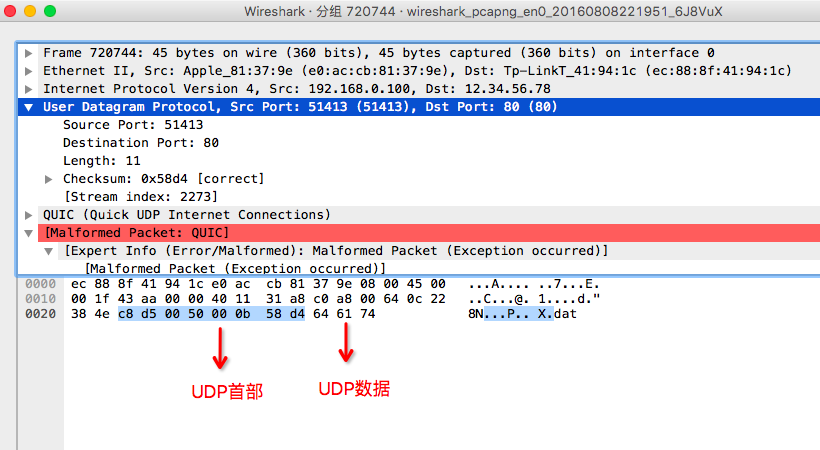 Wireshark · 分组 720744 · wireshark_pcapng_en0_20160808221951_6J8VuX
Frame 720744: 45 bytes on wire (360 bits), 45 bytes captured (360 bits) on interface 0
Ethernet II, Src: Apple_81:37:9e (e0:ac:cb:81:37:9e), Dst: Tp-LinkT_41:94:1c (ec:88:8f:41:94:1c)
Internet Protocol Version 4, Src: 192.168.0.100, Dst: 12.34.56.78
User Datagram Protocol, Src Port: 51413 (51413), Dst Port: 80 (80)
Source Port: 51413
Destination Port: 80
Length: 11
Checksum: 0x58d4 [correct]
[Stream index: 2273]
QUIC (Quick UDP Internet Connections)
[Malformed Packet: QUIC]
[Expert Info (Error/Malformed): Malformed Packet (Exception occurred)]
[Malformed Packet (Exception occurred)]
0000 ec 88 8f 41 94 1c e0 ac cb 81 37 9e 08 00 45 00 ...A.... ..7...E.
0010 00 1f 43 aa 00 00 40 11 31 a8 c0 a8 00 64 0c 22 ..C...@. 1....d."
0020 38 4e c8 d5 00 50 00 0b 58 d4 64 61 74 8N...P.. X.dat
UDP首部 UDP数据